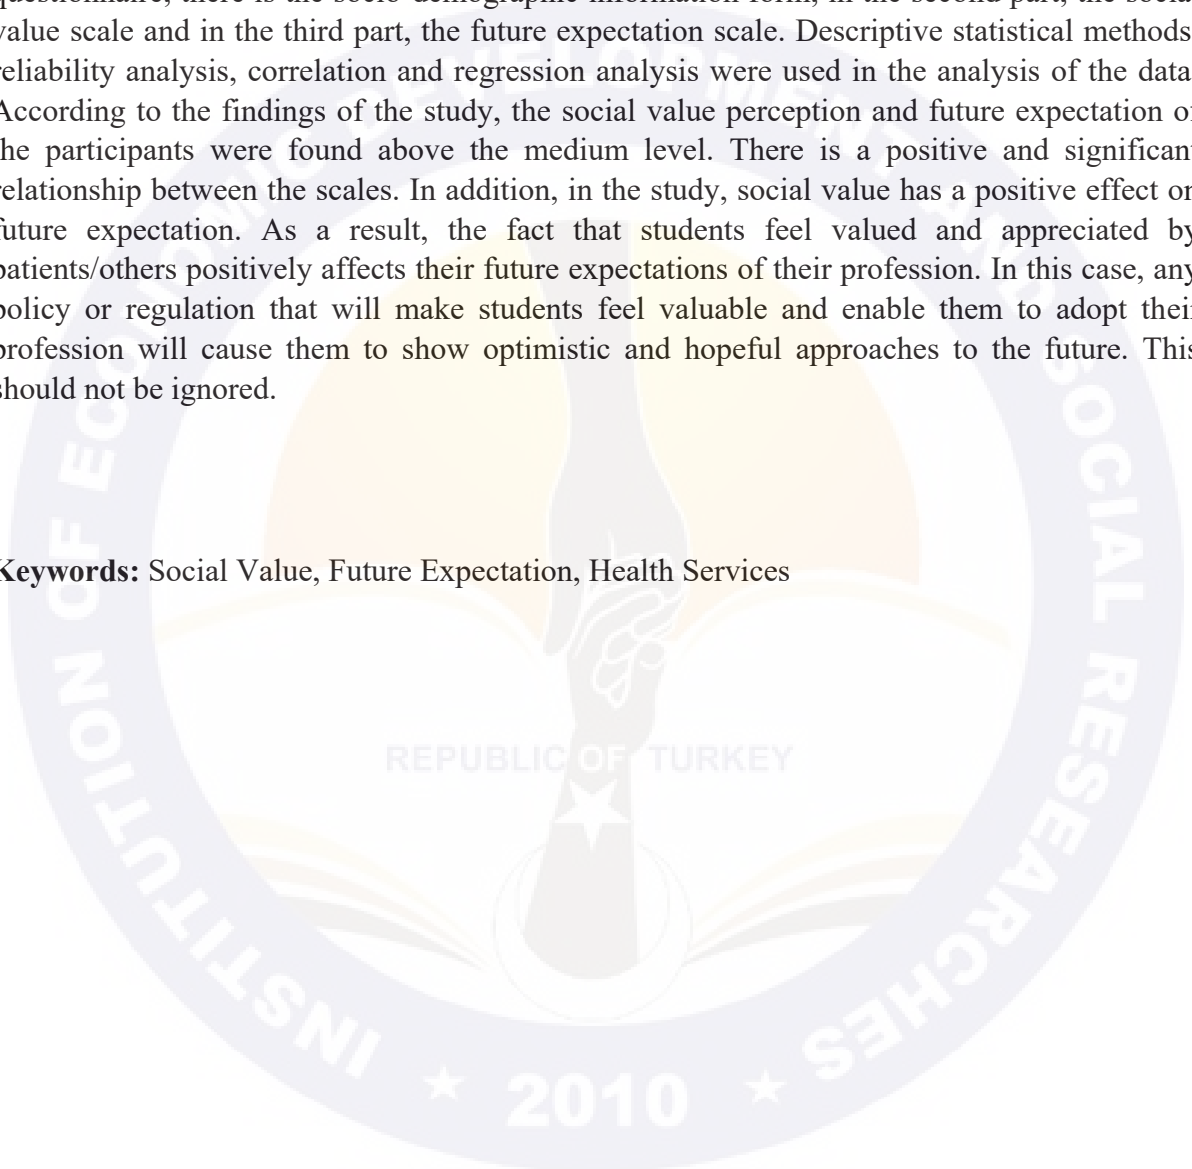 questionnaire, there is the socio-demographic information form, in the second part, the social
value scale and in the third part, the future expectation scale. Descriptive statistical methods,
reliability analysis, correlation and regression analysis were used in the analysis of the data.
According to the findings of the study, the social value perception and future expectation of
the participants were found above the medium level. There is a positive and significant
relationship between the scales. In addition, in the study, social value has a positive effect on
future expectation. As a result, the fact that students feel valued and appreciated by
patients/others positively affects their future expectations of their profession. In this case, any
policy or regulation that will make students feel valuable and enable them to adopt their
profession will cause them to show optimistic and hopeful approaches to the future. This
should not be ignored.
Keywords: Social Value, Future Expectation, Health Services
INSTITUTION OF ECONOMIC DEVELOPMENT AND SOCIAL RESEARCHES
REPUBLIC OF TURKEY
2010